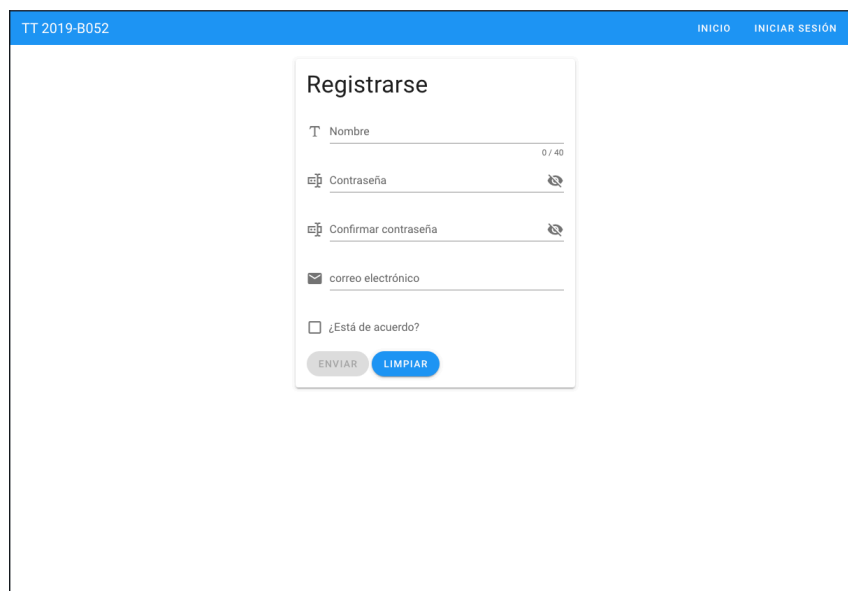 TT 2019-B052 INICIO INICIAR SESIÓN
Registrarse
Nombre
0 / 40
Contraseña
Confirmar contraseña
correo electrónico
¿Está de acuerdo?
ENVIAR LIMPIAR